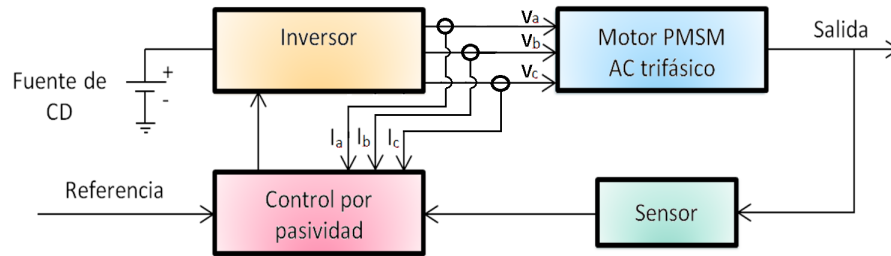 Inversor
Va
Vb
Vc
Motor PMSM
AC trifásico
Salida
Fuente de
CD
+
-
Ia
Ib
Ic
Referencia
Control por
pasividad
Sensor